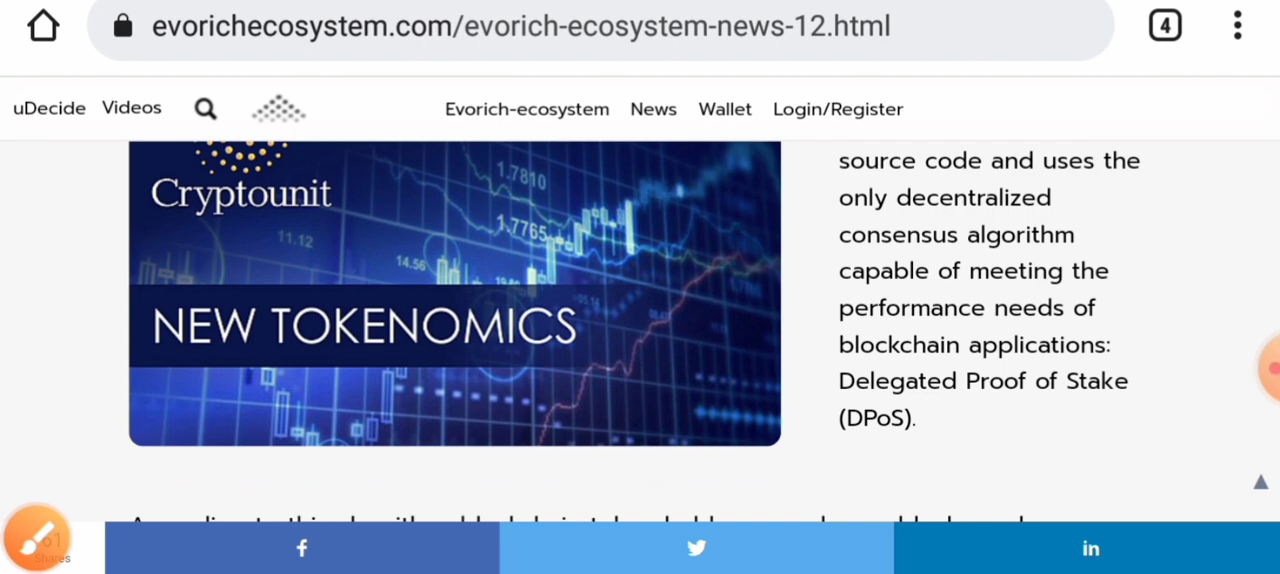 evorichecosystem.com/evorich-ecosystem-news-12.html
4
uDecide Videos Evorich-ecosystem News Wallet Login/Register
Cryptounit
1.7810
1.7765
11.12
14.56
NEW TOKENOMICS
source code and uses the
only decentralized
consensus algorithm
capable of meeting the
performance needs of
blockchain applications:
Delegated Proof of Stake
(DPoS).
61
Shares
f
in